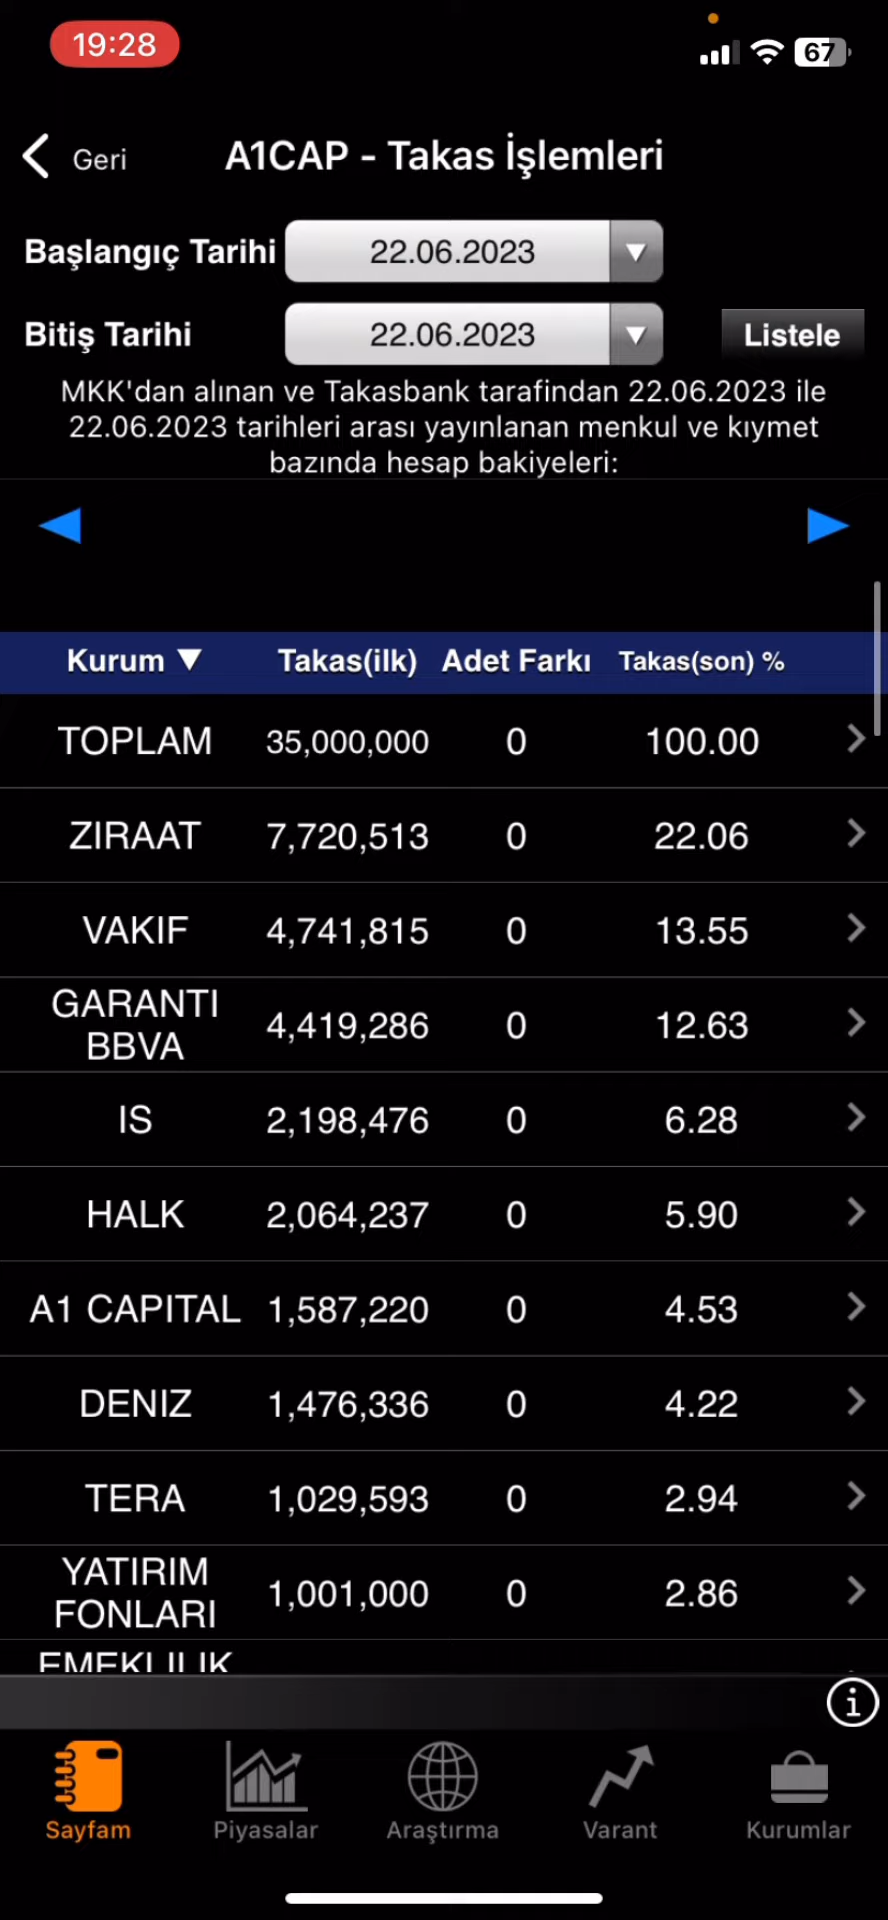 19:28
67
Geri
A1CAP - Takas İşlemleri
Başlangıç Tarihi 22.06.2023
Bitiş Tarihi 22.06.2023 Listele
MKK'dan alınan ve Takasbank tarafindan 22.06.2023 ile
22.06.2023 tarihleri arası yayınlanan menkul ve kıymet
bazında hesap bakiyeleri:
Kurum ▼ Takas(ilk) Adet Farkı Takas(son) %
TOPLAM 35,000,000 0 100.00
ZIRAAT 7,720,513 0 22.06
VAKIF 4,741,815 0 13.55
GARANTI
BBVA 4,419,286 0 12.63
IS 2,198,476 0 6.28
HALK 2,064,237 0 5.90
A1 CAPITAL 1,587,220 0 4.53
DENIZ 1,476,336 0 4.22
TERA 1,029,593 0 2.94
YATIRIM
FONLARI 1,001,000 0 2.86
EMEKLILIK
Sayfam Piyasalar Araştırma Varant Kurumlar